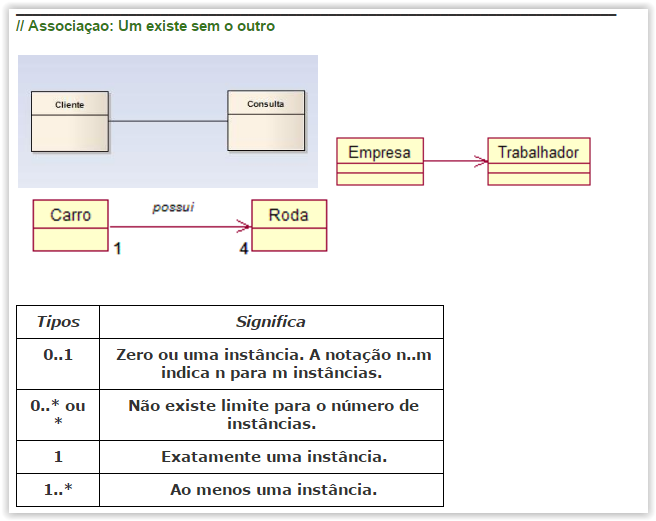 // Associaçao: Um existe sem o outro
Cliente
Consulta
Empresa
Trabalhador
Carro
possui
Roda
1
4
Tipos
Significa
0..1
Zero ou uma instância. A notação n..m
indica n para m instâncias.
0..* ou
*
Não existe limite para o número de
instâncias.
1
Exatamente uma instância.
1..*
Ao menos uma instância.